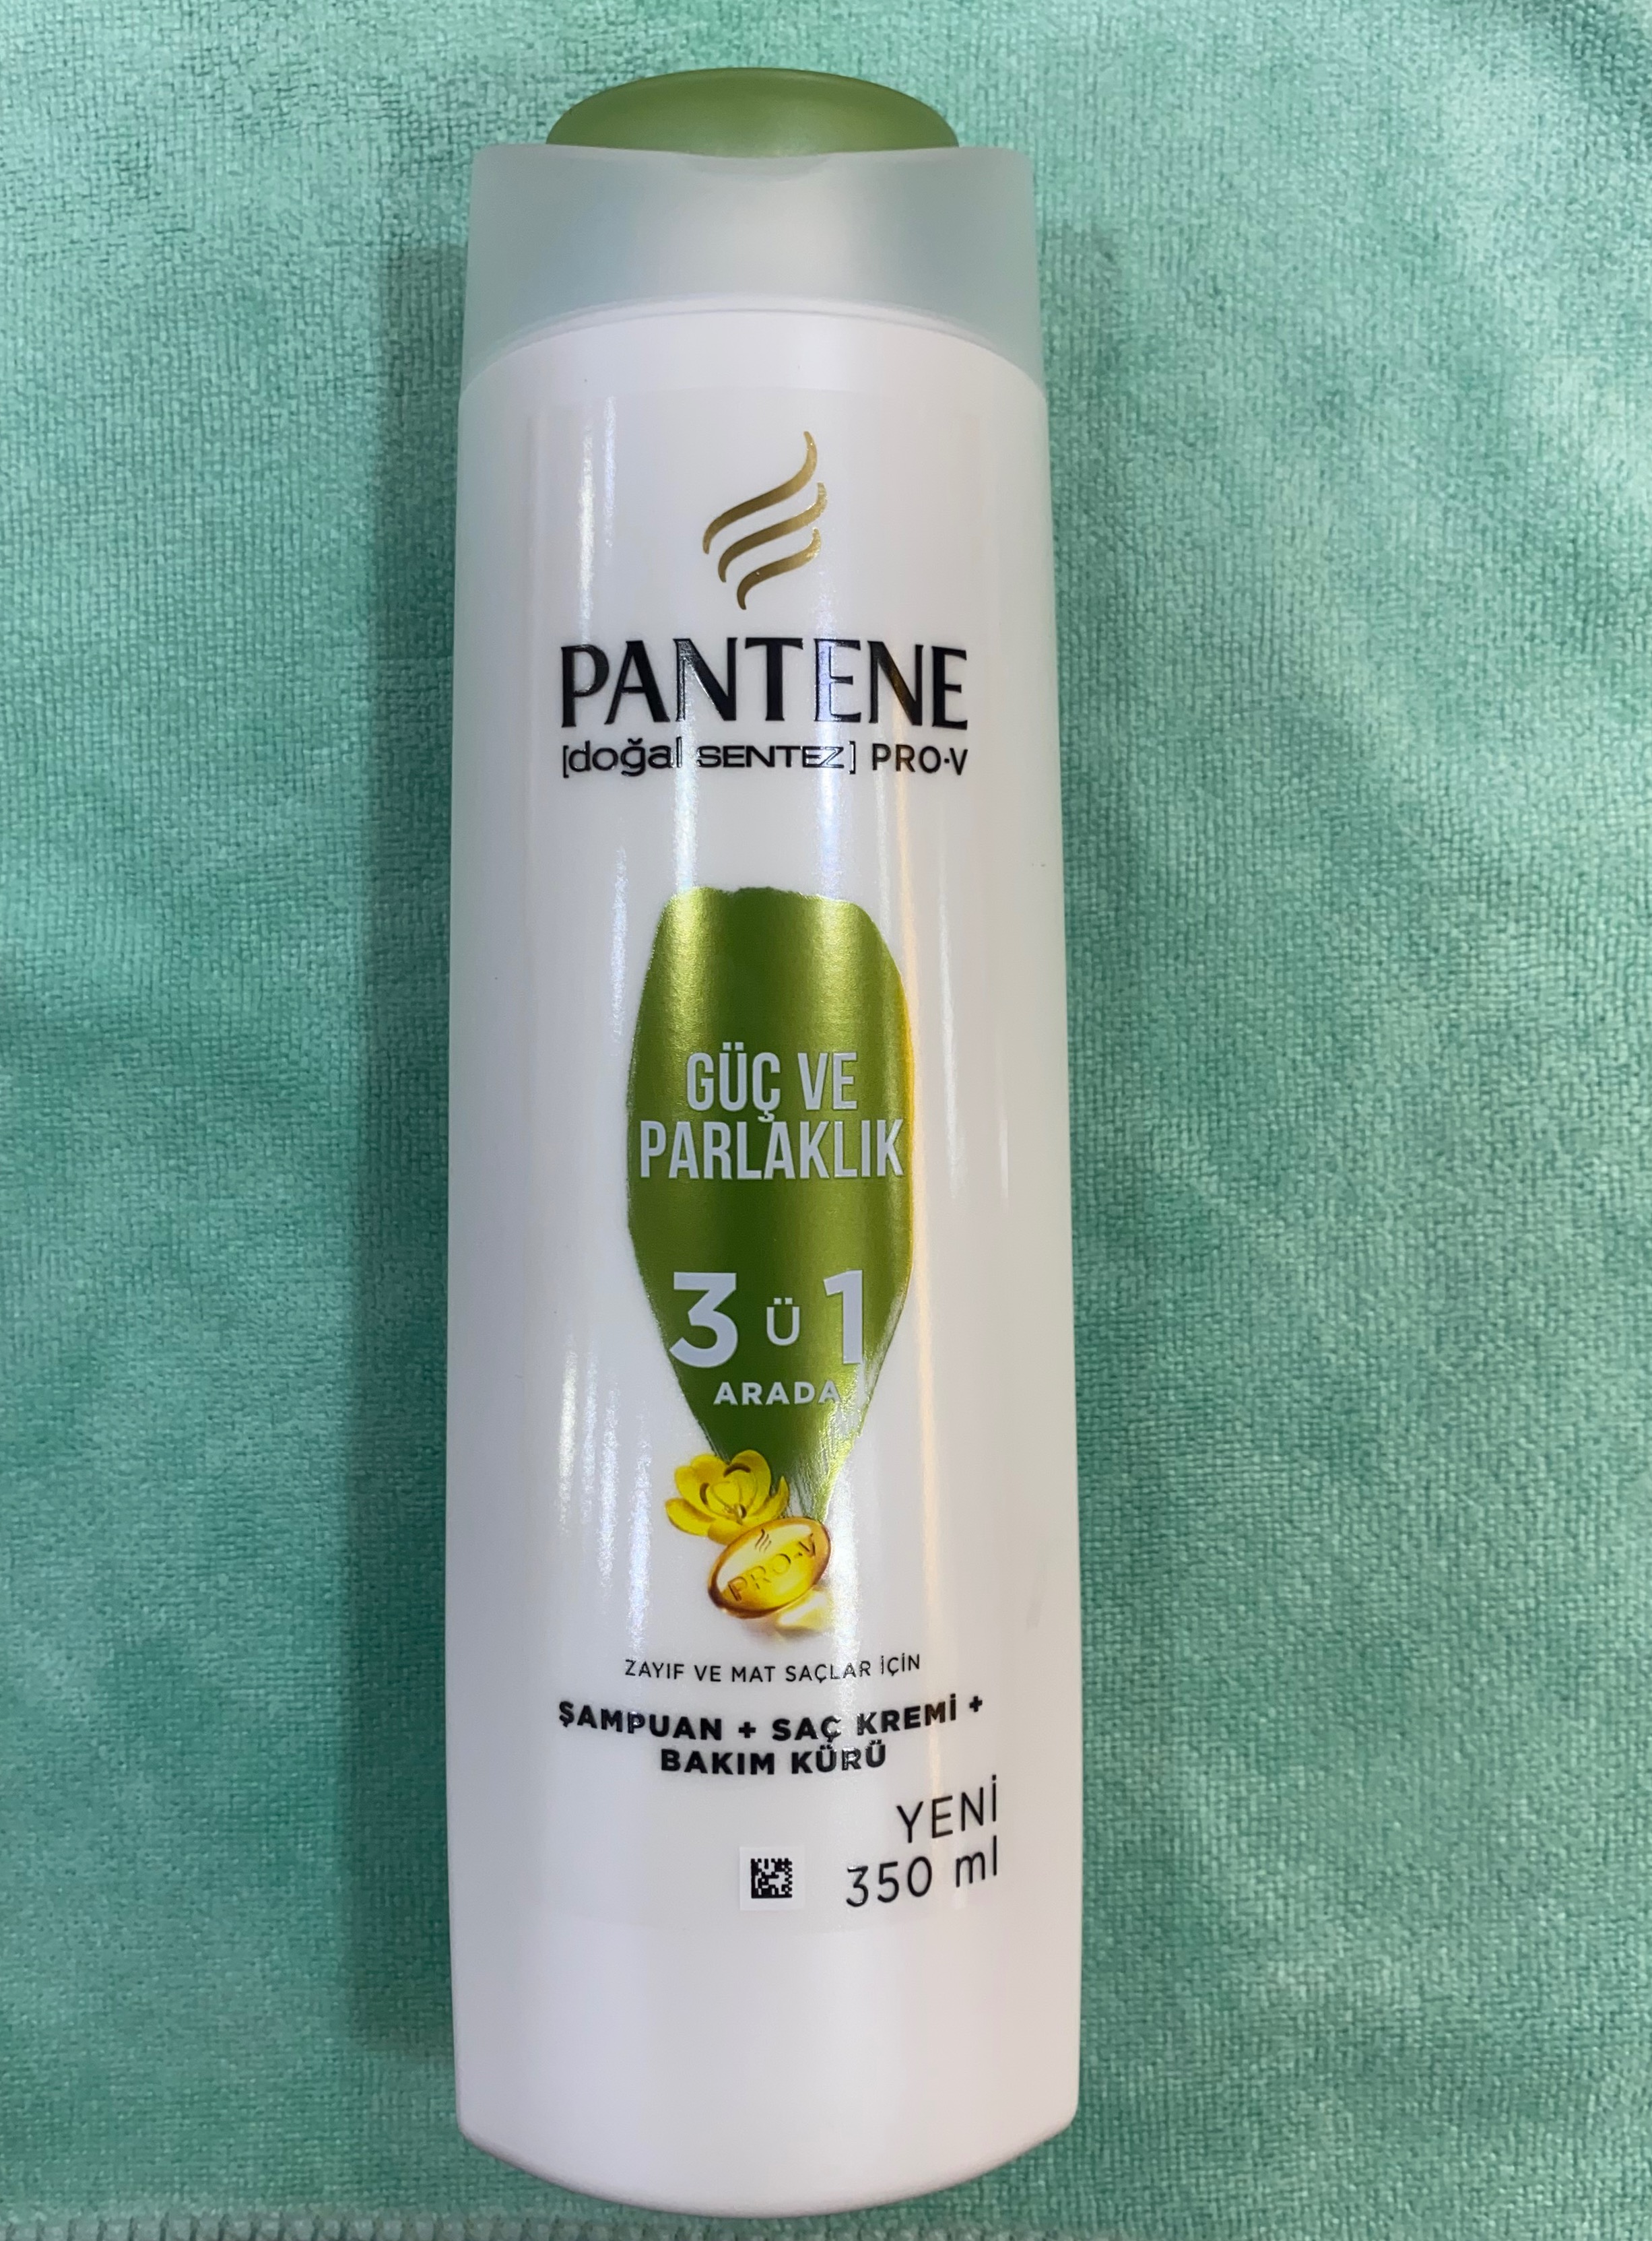 PANTENE
[doğal SENTEZ] PRO-V
GÜÇ VE
PARLAKLIK
3 Ü 1
ARADA
PRO-V
ZAYIF VE MAT SAÇLAR İÇİN
ŞAMPUAN + SAÇ KREMİ +
BAKIM KÜRÜ
YENİ
350 ml